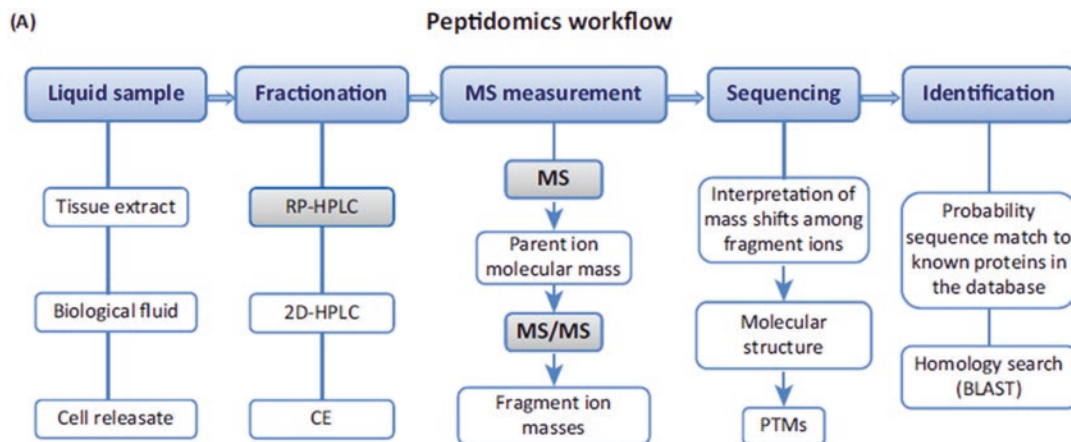 (A)
Peptidomics workflow
Liquid sample
Fractionation
MS measurement
Sequencing
Identification
Tissue extract
Biological fluid
Cell releasate
RP-HPLC
2D-HPLC
CE
MS
Parent ion
molecular mass
MS/MS
Fragment ion
masses
Interpretation of
mass shifts among
fragment ions
Molecular
structure
PTMs
Probability
sequence match to
known proteins in
the database
Homology search
(BLAST)